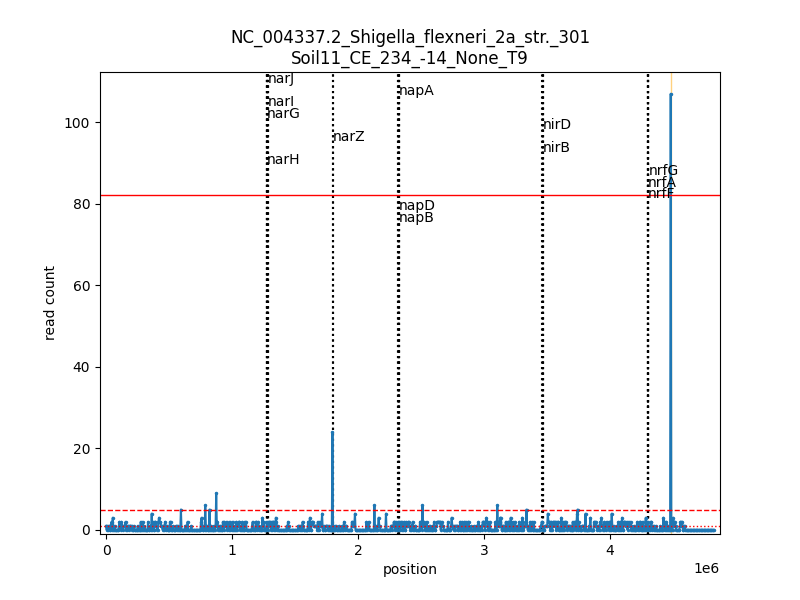 NC_004337.2_Shigella_flexneri_2a_str._301
Soil11_CE_234_-14_None_T9
narJ
narI
narG
narH
narZ
napA
napD
napB
nirD
nirB
nrfG
nrfA
nrfF
read count
100
80
60
40
20
0
0 1 2 3 4
1e6
position